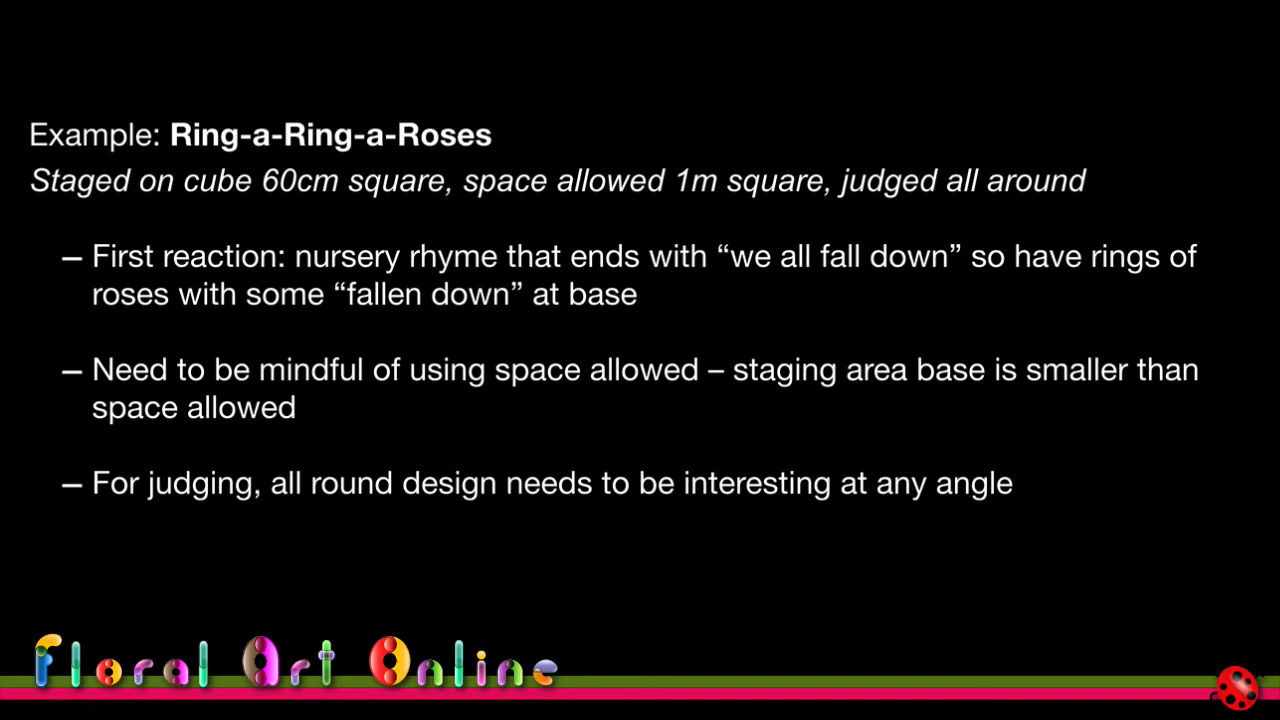 Example: Ring-a-Ring-a-Roses
Staged on cube 60cm square, space allowed 1m square, judged all around
– First reaction: nursery rhyme that ends with “we all fall down” so have rings of
roses with some “fallen down” at base
– Need to be mindful of using space allowed – staging area base is smaller than
space allowed
– For judging, all round design needs to be interesting at any angle
Floral Art Online